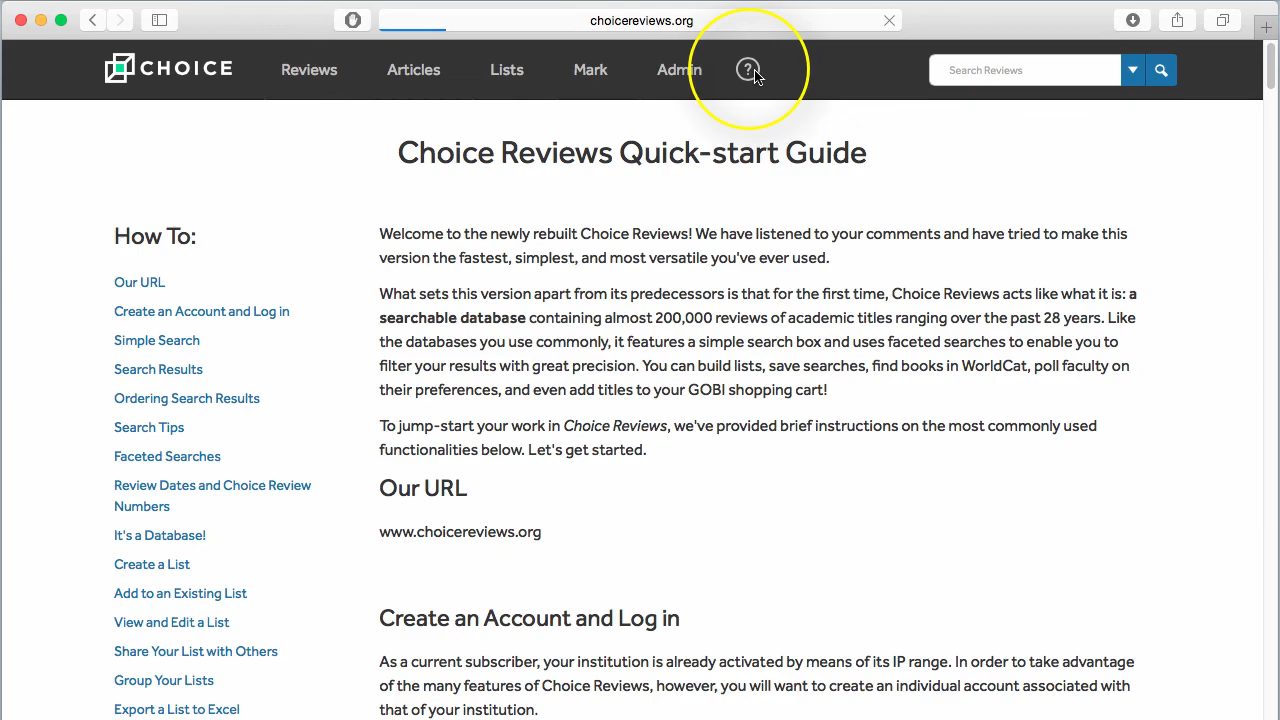 choicereviews.org
CHOICE
Reviews
Articles
Lists
Mark
Admin
?
Search Reviews
Choice Reviews Quick-start Guide
How To:
Our URL
Create an Account and Log in
Simple Search
Search Results
Ordering Search Results
Search Tips
Faceted Searches
Review Dates and Choice Review
Numbers
It's a Database!
Create a List
Add to an Existing List
View and Edit a List
Share Your List with Others
Group Your Lists
Export a List to Excel
Welcome to the newly rebuilt Choice Reviews! We have listened to your comments and have tried to make this
version the fastest, simplest, and most versatile you've ever used.
What sets this version apart from its predecessors is that for the first time, Choice Reviews acts like what it is: a
searchable database containing almost 200,000 reviews of academic titles ranging over the past 28 years. Like
the databases you use commonly, it features a simple search box and uses faceted searches to enable you to
filter your results with great precision. You can build lists, save searches, find books in WorldCat, poll faculty on
their preferences, and even add titles to your GOBI shopping cart!
To jump-start your work in Choice Reviews, we've provided brief instructions on the most commonly used
functionalities below. Let's get started.
Our URL
www.choicereviews.org
Create an Account and Log in
As a current subscriber, your institution is already activated by means of its IP range. In order to take advantage
of the many features of Choice Reviews, however, you will want to create an individual account associated with
that of your institution.